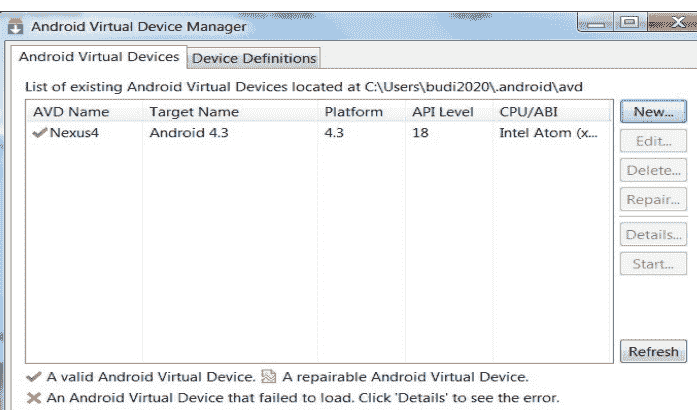 Android Virtual Device Manager
Android Virtual Devices Device Definitions
List of existing Android Virtual Devices located at C:\Users\budi2020\.android\avd
AVD Name Target Name Platform API Level CPU/ABI New...
Nexus4 Android 4.3 4.3 18 Intel Atom (x...
Edit...
Delete...
Repair...
Details...
Start...
Refresh
A valid Android Virtual Device. A repairable Android Virtual Device.
An Android Virtual Device that failed to load. Click 'Details' to see the error.